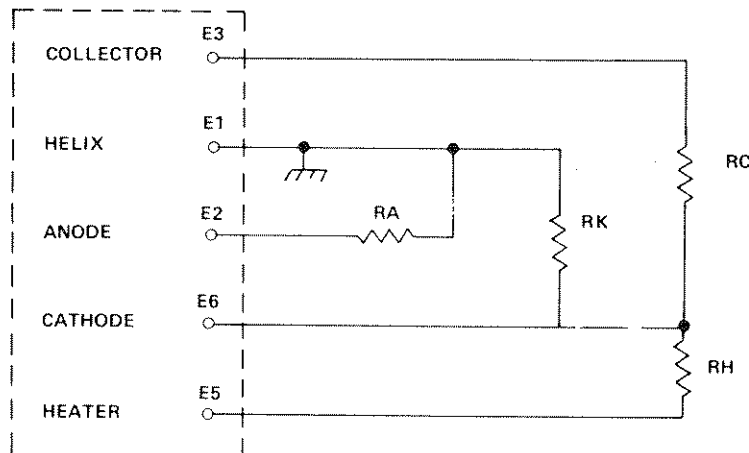 E3
COLLECTOR
E1
HELIX
RC
E2
RA
ANODE
RK
E6
CATHODE
RH
E5
HEATER